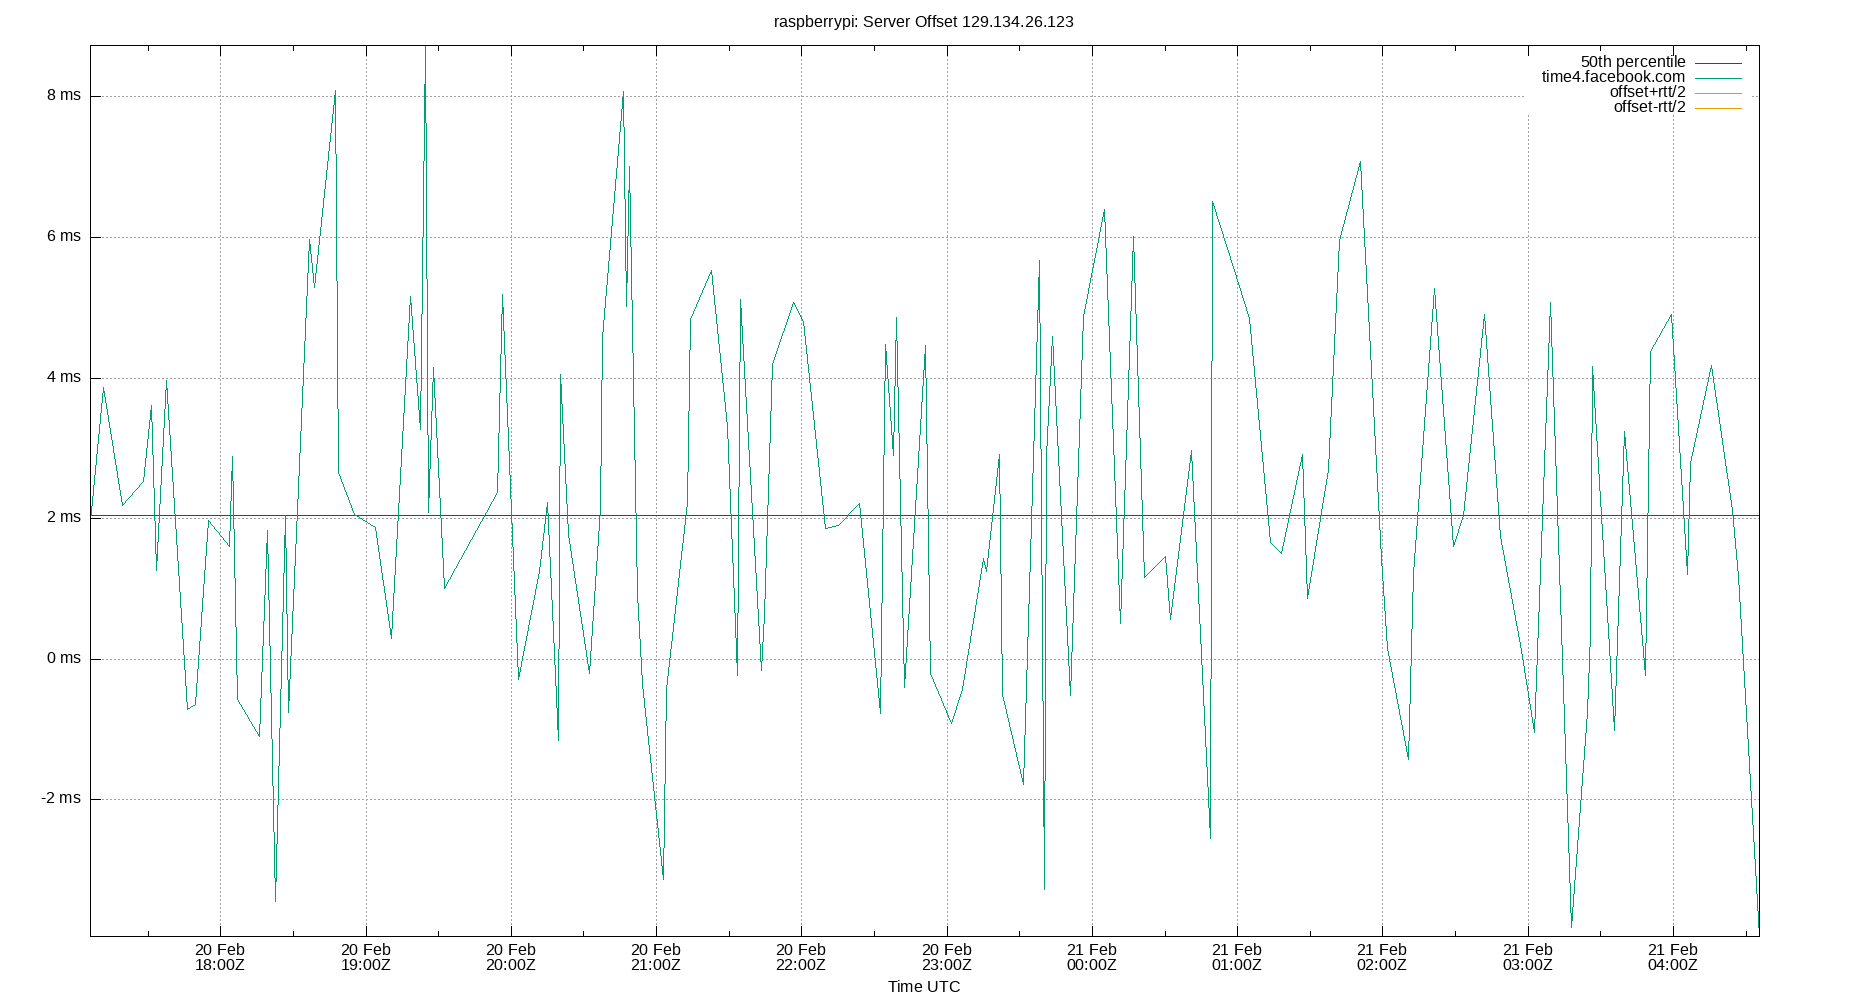 raspberrypi: Server Offset 129.134.26.123
50th percentile
time4.facebook.com
offset+rtt/2
offset-rtt/2
8 ms
6 ms
4 ms
2 ms
0 ms
-2 ms
20 Feb 20 Feb 20 Feb 20 Feb 20 Feb 20 Feb 21 Feb 21 Feb 21 Feb 21 Feb 21 Feb
18:00Z 19:00Z 20:00Z 21:00Z 22:00Z 23:00Z 00:00Z 01:00Z 02:00Z 03:00Z 04:00Z
Time UTC